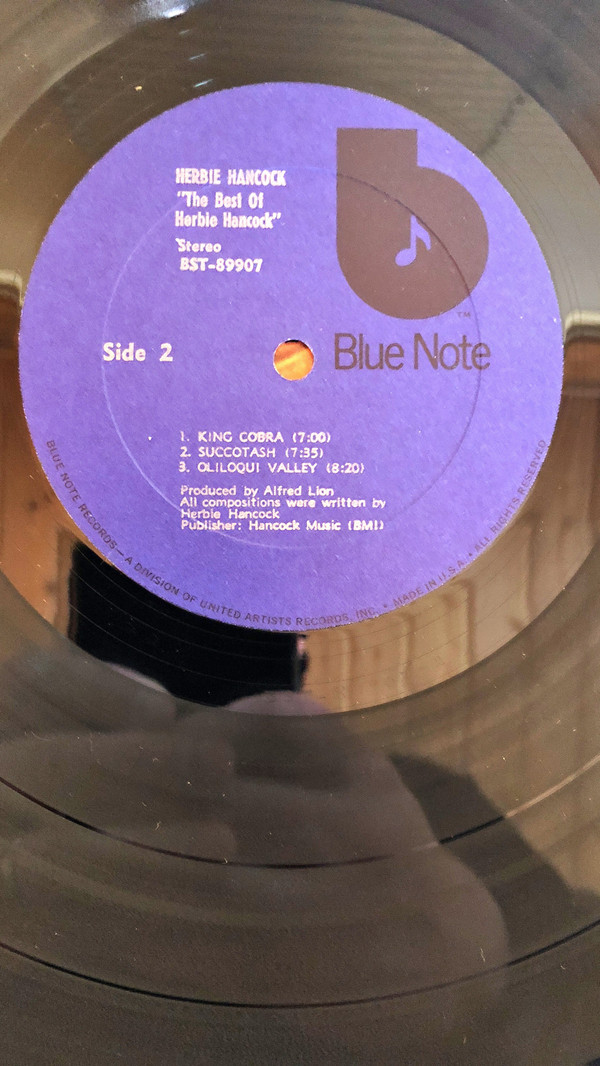 HERBIE HANCOCK
"The Best Of
Herbie Hancock"
Stereo
BST-89907
TM
Side 2
Blue Note
1. KING COBRA (7:00)
2. SUCCOTASH (7:35)
3. OLILOQUI VALLEY (8:20)
Produced by Alfred Lion
All compositions were written by
Herbie Hancock
Publisher: Hancock Music (BMI)
BLUE NOTE RECORDS — A DIVISION OF UNITED ARTISTS RECORDS, INC. • MADE IN U.S.A. • ALL RIGHTS RESERVED